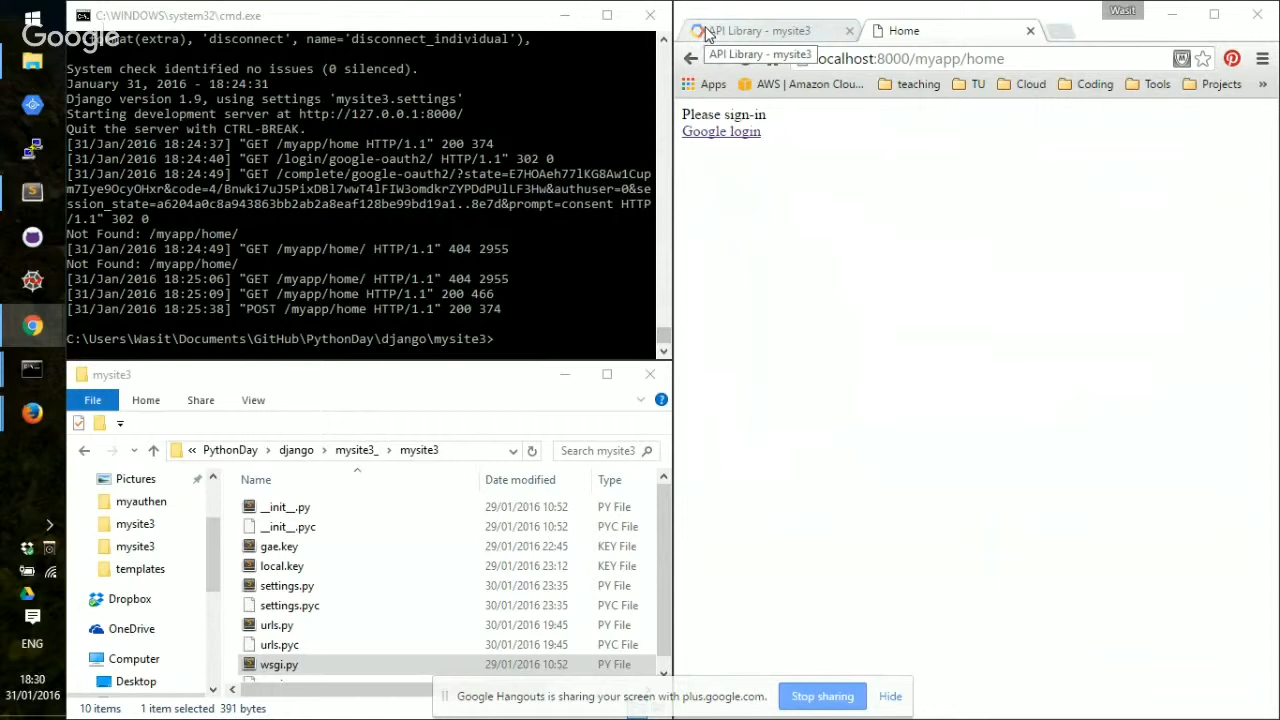 C:\WINDOWS\system32\cmd.exe
Google
mat(extra), 'disconnect', name='disconnect_individual'),
System check identified no issues (0 silenced).
January 31, 2016 - 18:24:31
Django version 1.9, using settings 'mysite3.settings'
Starting development server at http://127.0.0.1:8000/
Quit the server with CTRL-BREAK.
[31/Jan/2016 18:24:37] "GET /myapp/home HTTP/1.1" 200 374
[31/Jan/2016 18:24:40] "GET /login/google-oauth2/ HTTP/1.1" 302 0
[31/Jan/2016 18:24:49] "GET /complete/google-oauth2/?state=E7HOAeh77lKG8Aw1Cup
m7Iye9OcyOHxr&code=4/Bnwki7uJ5PixDBl7wwT4lFIW3omdkrZYPDdPUlLF3Hw&authuser=0&se
ssion_state=a6204a0c8a943863bb2ab2a8eaf128be99bd19a1..8e7d&prompt=consent HTTP
/1.1" 302 0
Not Found: /myapp/home/
[31/Jan/2016 18:24:49] "GET /myapp/home/ HTTP/1.1" 404 2955
Not Found: /myapp/home/
[31/Jan/2016 18:25:06] "GET /myapp/home/ HTTP/1.1" 404 2955
[31/Jan/2016 18:25:09] "GET /myapp/home HTTP/1.1" 200 466
[31/Jan/2016 18:25:38] "POST /myapp/home HTTP/1.1" 200 374
C:\Users\Wasit\Documents\GitHub\PythonDay\django\mysite3>
mysite3
File Home Share View
« PythonDay django mysite3_ mysite3 Search mysite3
Name Date modified Type
Pictures
myauthen
mysite3
mysite3
templates
Dropbox
OneDrive
Computer
Desktop
__init__.py 29/01/2016 10:52 PY File
__init__.pyc 29/01/2016 10:52 PYC File
gae.key 29/01/2016 22:45 KEY File
local.key 29/01/2016 23:12 KEY File
settings.py 30/01/2016 23:35 PY File
settings.pyc 30/01/2016 23:35 PYC File
urls.py 30/01/2016 19:45 PY File
urls.pyc 30/01/2016 19:45 PYC File
wsgi.py 29/01/2016 10:52 PY File
10 items 1 item selected 391 bytes
Wasit
API Library - mysite3 Home
API Library - mysite3
localhost:8000/myapp/home
Apps AWS | Amazon Clou... teaching TU Cloud Coding Tools Projects »
Please sign-in
Google login
Google Hangouts is sharing your screen with plus.google.com. Stop sharing Hide
ENG
18:30
31/01/2016